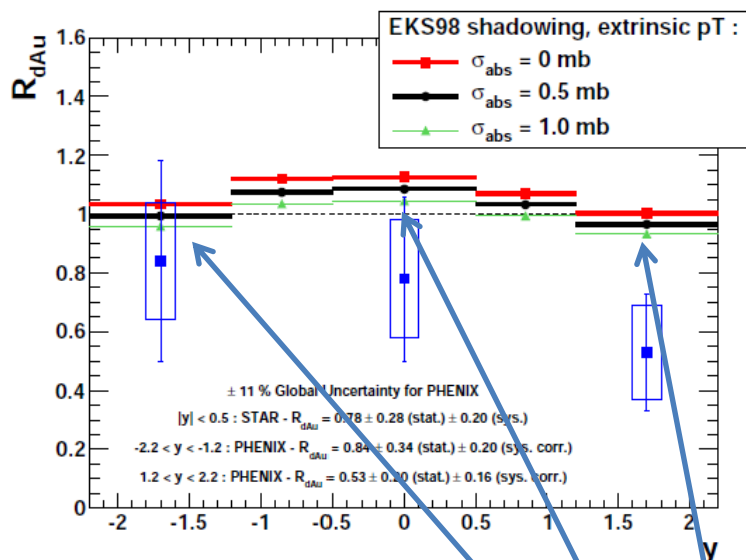 EKS98 shadowing, extrinsic pT :
σabs = 0 mb
σabs = 0.5 mb
σabs = 1.0 mb
RdAu
1.6
1.4
1.2
1
0.8
0.6
0.4
0.2
0
± 11 % Global Uncertainty for PHENIX
|y| < 0.5 : STAR - RdAu = 0.78 ± 0.28 (stat.) ± 0.20 (sys.)
-2.2 < y < -1.2 : PHENIX - RdAu = 0.84 ± 0.34 (stat.) ± 0.20 (sys. corr.)
1.2 < y < 2.2 : PHENIX - RdAu = 0.53 ± 0.20 (stat.) ± 0.16 (sys. corr.)
-2 -1.5 -1 -0.5 0 0.5 1 1.5 2
y